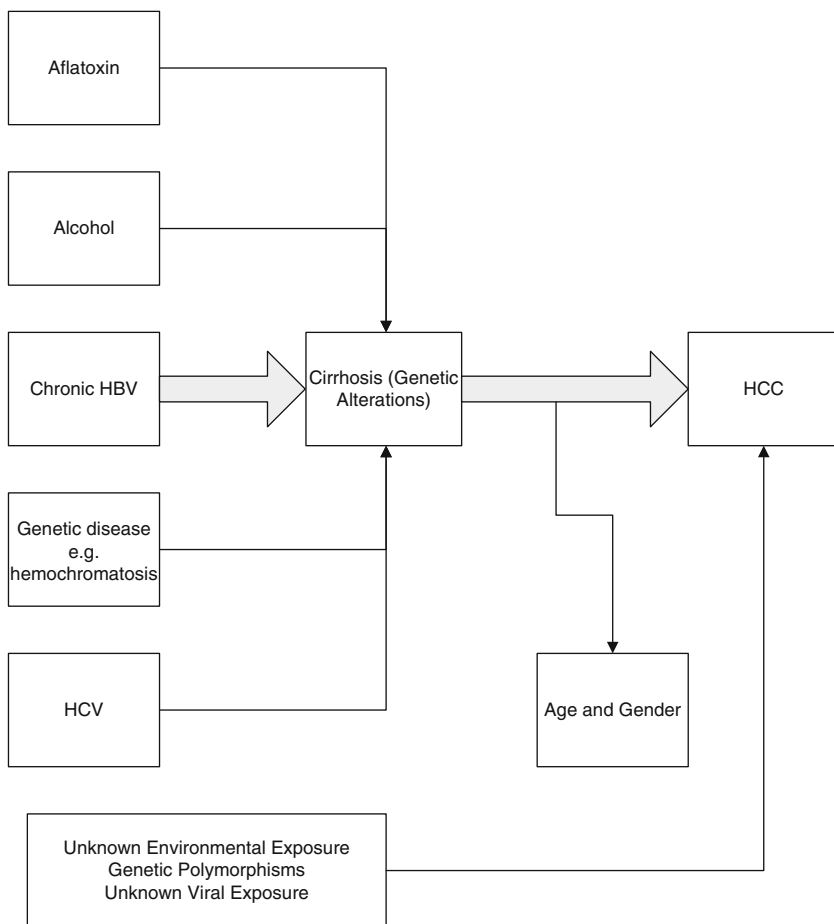 Aflatoxin
Alcohol
Chronic HBV
Cirrhosis (Genetic
Alterations)
HCC
Genetic disease
e.g.
hemochromatosis
HCV
Age and Gender
Unknown Environmental Exposure
Genetic Polymorphisms
Unknown Viral Exposure